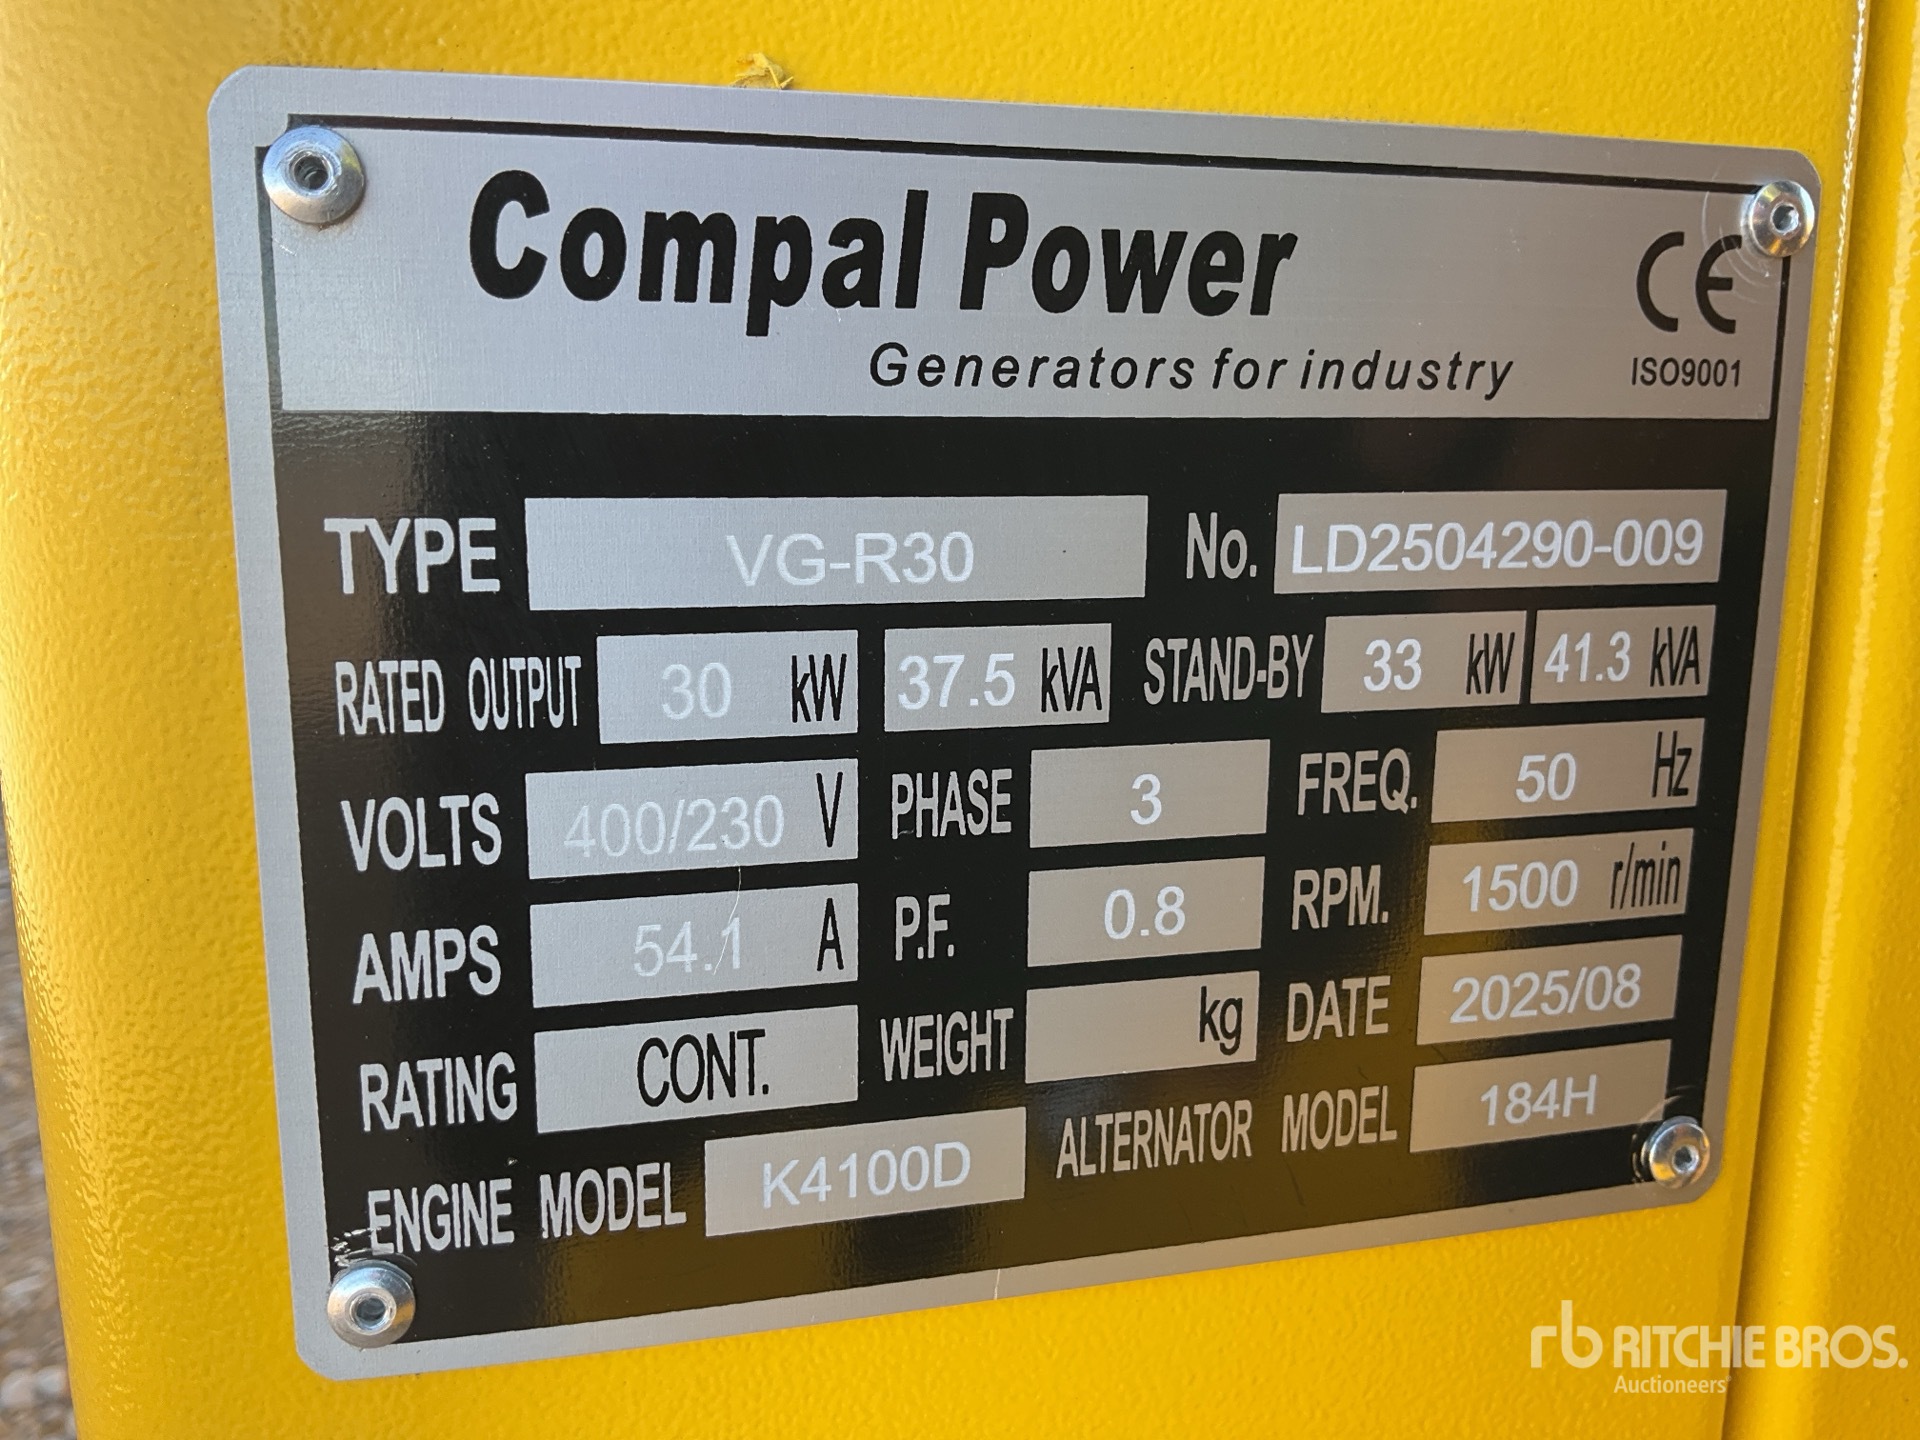 Compal Power
Generators for industry
CE
ISO9001
TYPE VG-R30 No. LD2504290-009
RATED OUTPUT 30 kW 37.5 kVA STAND-BY 33 kW 41.3 kVA
VOLTS 400/230 V PHASE 3 FREQ. 50 Hz
AMPS 54.1 A P.F. 0.8 RPM. 1500 r/min
RATING CONT. WEIGHT kg DATE 2025/08
ENGINE MODEL K4100D ALTERNATOR MODEL 184H
rb RITCHIE BROS.
Auctioneers